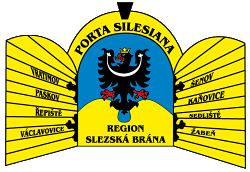 PORTA SILESIANA
VRATIMOV
PASKOV
ŘEPIŠTĚ
VÁCLAVOVICE
ŠENOV
KAŇOVICE
SEDLIŠTĚ
ŽABEŇ
REGION
SLEZSKÁ BRÁNA